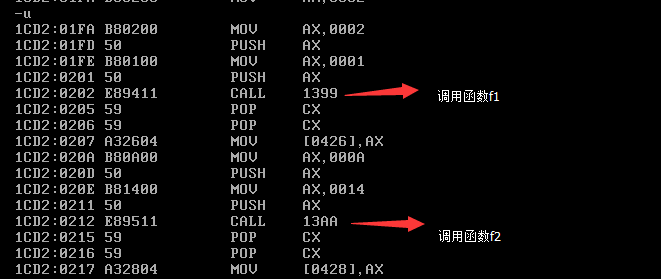 -u
1CD2:01FA B80200 MOV AX,0002
1CD2:01FD 50 PUSH AX
1CD2:01FE B80100 MOV AX,0001
1CD2:0201 50 PUSH AX
1CD2:0202 E89411 CALL 1399 调用函数f1
1CD2:0205 59 POP CX
1CD2:0206 59 POP CX
1CD2:0207 A32604 MOV [0426],AX
1CD2:020A B80A00 MOV AX,000A
1CD2:020D 50 PUSH AX
1CD2:020E B81400 MOV AX,0014
1CD2:0211 50 PUSH AX
1CD2:0212 E89511 CALL 13AA 调用函数f2
1CD2:0215 59 POP CX
1CD2:0216 59 POP CX
1CD2:0217 A32804 MOV [0428],AX